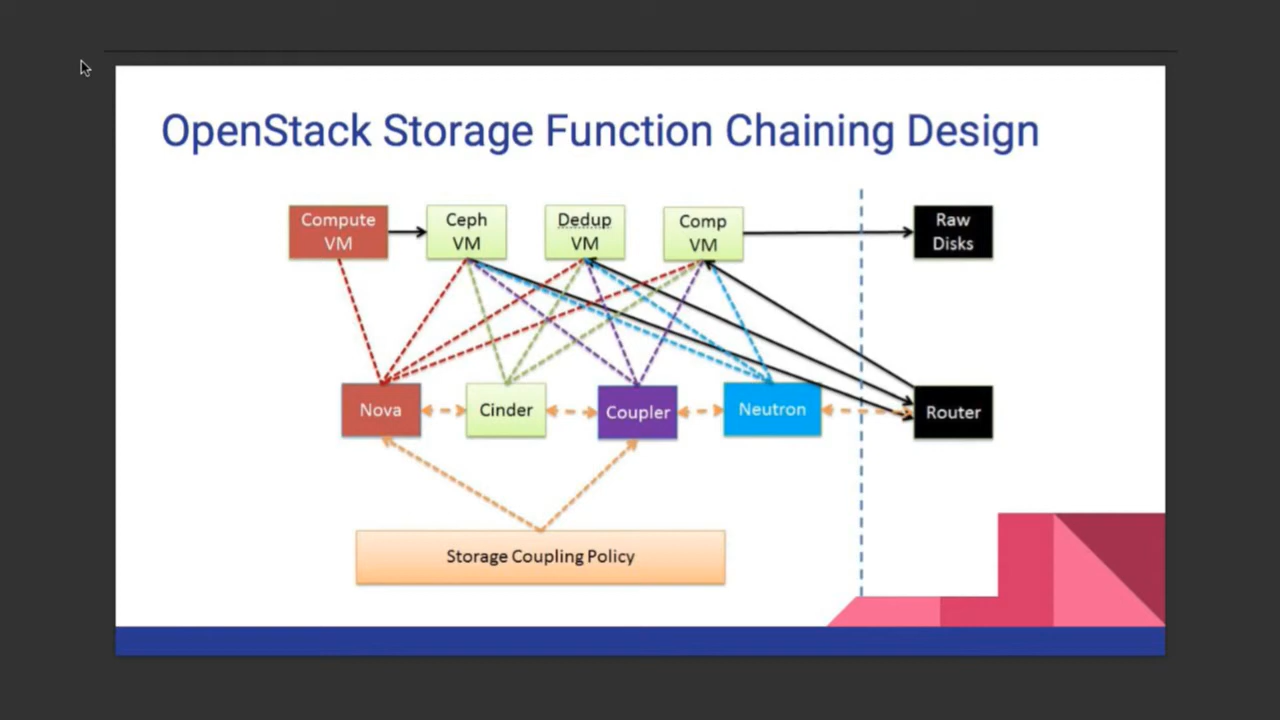 OpenStack Storage Function Chaining Design
Compute
VM
Ceph
VM
Dedup
VM
Comp
VM
Raw
Disks
Nova
Cinder
Coupler
Neutron
Router
Storage Coupling Policy